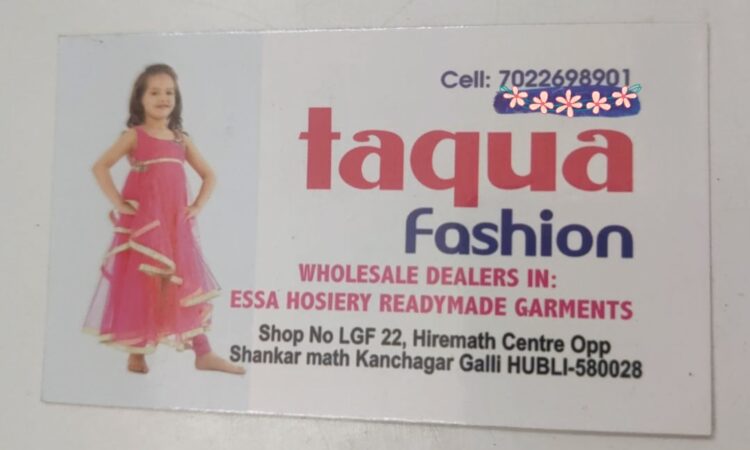 Cell: 7022698901
taqua
Fashion
WHOLESALE DEALERS IN:
ESSA HOSIERY READYMADE GARMENTS
Shop No LGF 22, Hiremath Centre Opp
Shankar math Kanchagar Galli HUBLI-580028